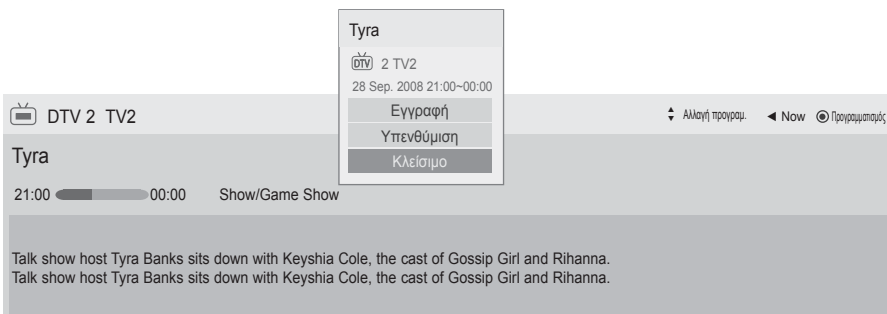 Tyra
DTV 2 TV2
28 Sep. 2008 21:00~00:00
Εγγραφή
Υπενθύμιση
Κλείσιμο
DTV 2 TV2
Αλλαγή προγραμ. ◄ Now Προγραμματισμός
Tyra
21:00 00:00 Show/Game Show
Talk show host Tyra Banks sits down with Keyshia Cole, the cast of Gossip Girl and Rihanna.
Talk show host Tyra Banks sits down with Keyshia Cole, the cast of Gossip Girl and Rihanna.